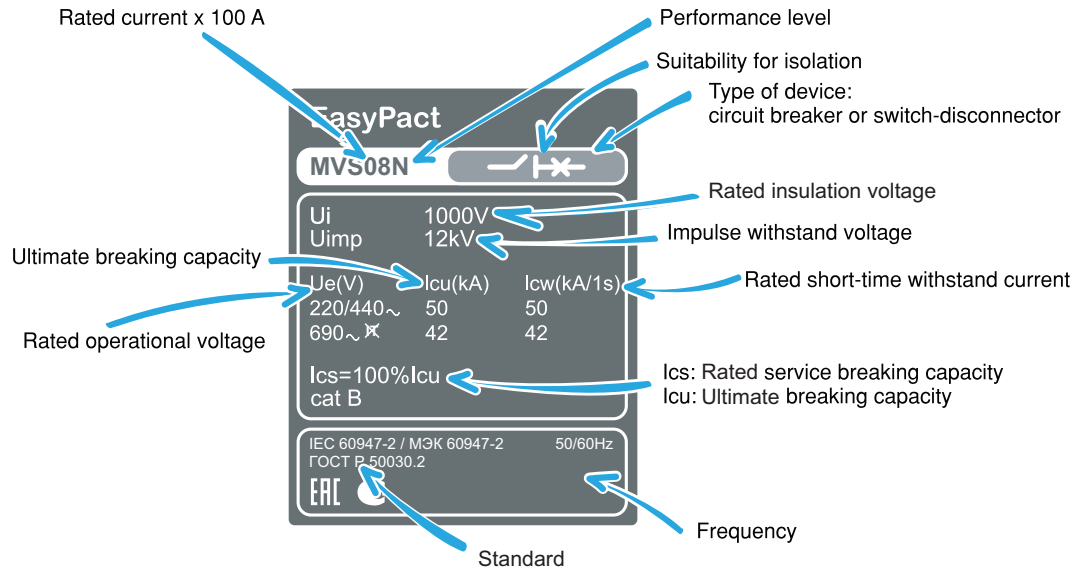 Rated current x 100 A
Performance level
Suitability for isolation
Type of device:
circuit breaker or switch-disconnector
EasyPact
MVS08N
Rated insulation voltage
Ui 1000V
Uimp 12kV
Impulse withstand voltage
Ultimate breaking capacity
Ue(V) Icu(kA) Icw(kA/1s)
Rated short-time withstand current
220/440~ 50 50
690~ 42 42
Rated operational voltage
Ics=100%Icu
cat B
Ics: Rated service breaking capacity
Icu: Ultimate breaking capacity
IEC 60947-2 / МЭК 60947-2 50/60Hz
ГОСТ Р 50030.2
EAC
Frequency
Standard